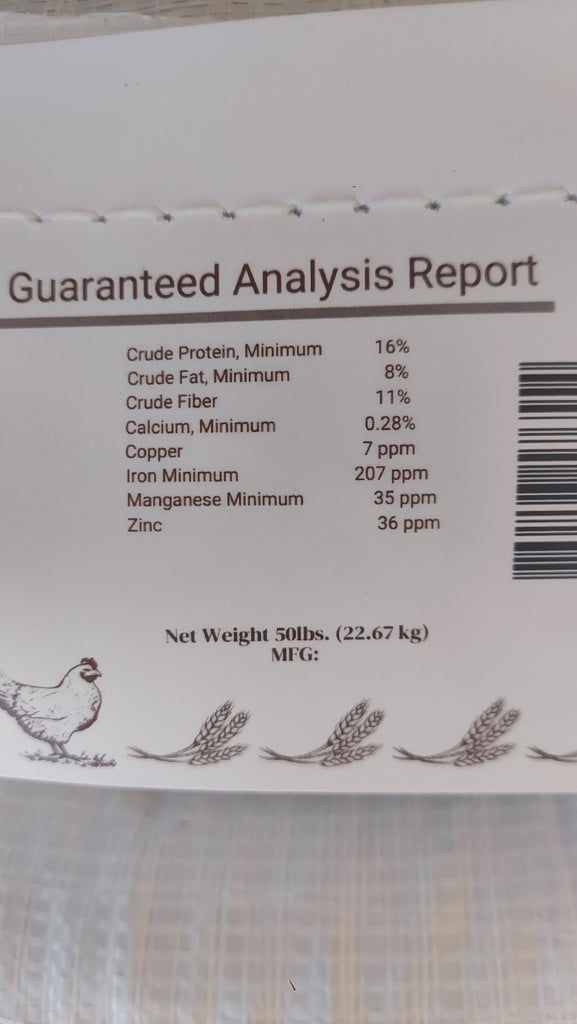 Guaranteed Analysis Report
Crude Protein, Minimum 16%
Crude Fat, Minimum 8%
Crude Fiber 11%
Calcium, Minimum 0.28%
Copper 7 ppm
Iron Minimum 207 ppm
Manganese Minimum 35 ppm
Zinc 36 ppm
Net Weight 50lbs. (22.67 kg)
MFG: